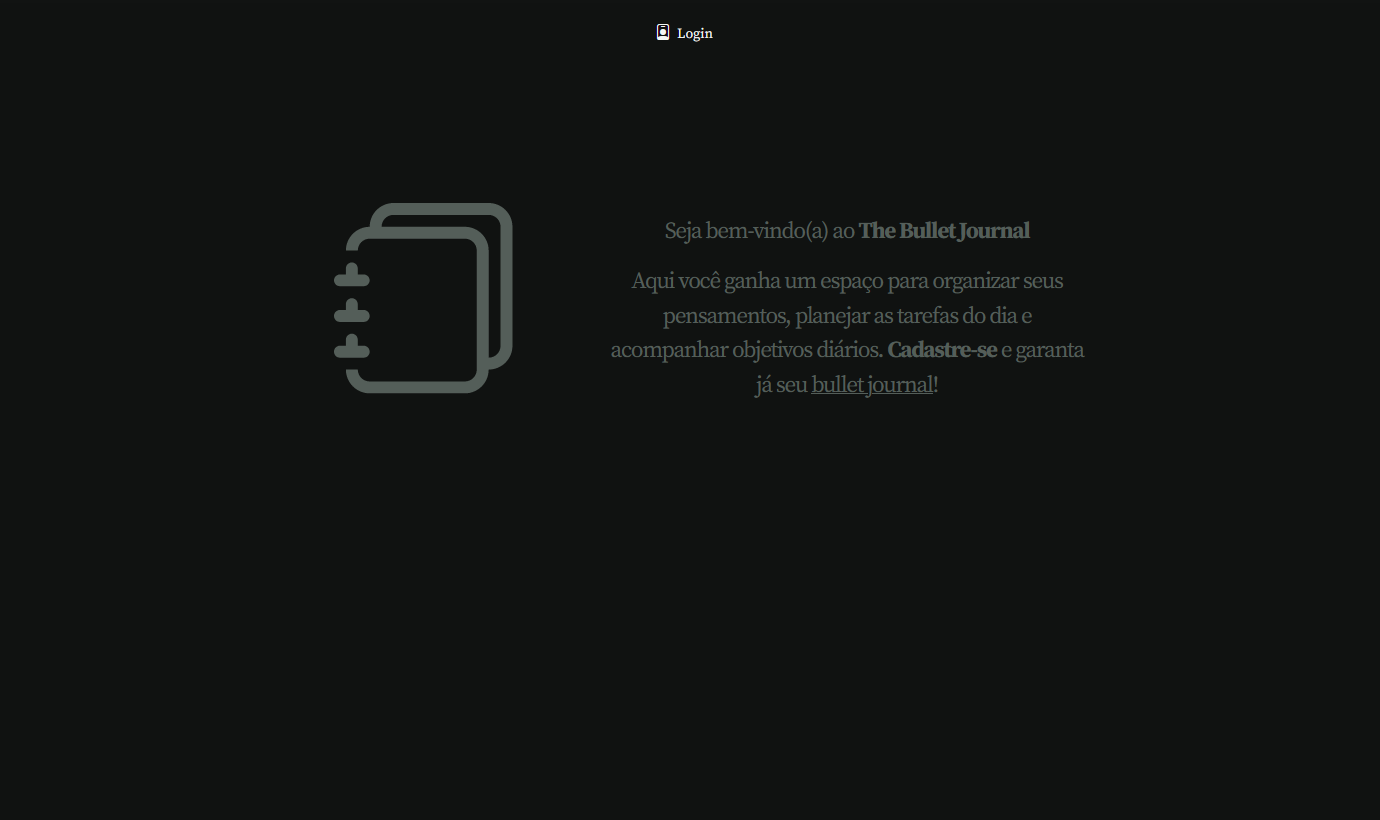 Login
Seja bem-vindo(a) ao The Bullet Journal
Aqui você ganha um espaço para organizar seus
pensamentos, planejar as tarefas do dia e
acompanhar objetivos diários. Cadastre-se e garanta
já seu bullet journal!